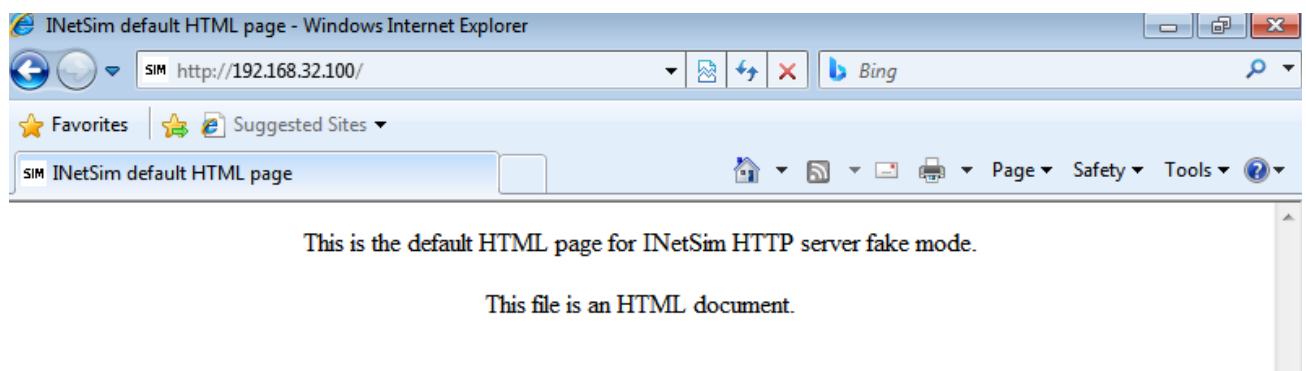 INetSim default HTML page - Windows Internet Explorer
SIM http://192.168.32.100/ Bing
Favorites Suggested Sites
SIM INetSim default HTML page Page Safety Tools
This is the default HTML page for INetSim HTTP server fake mode.
This file is an HTML document.